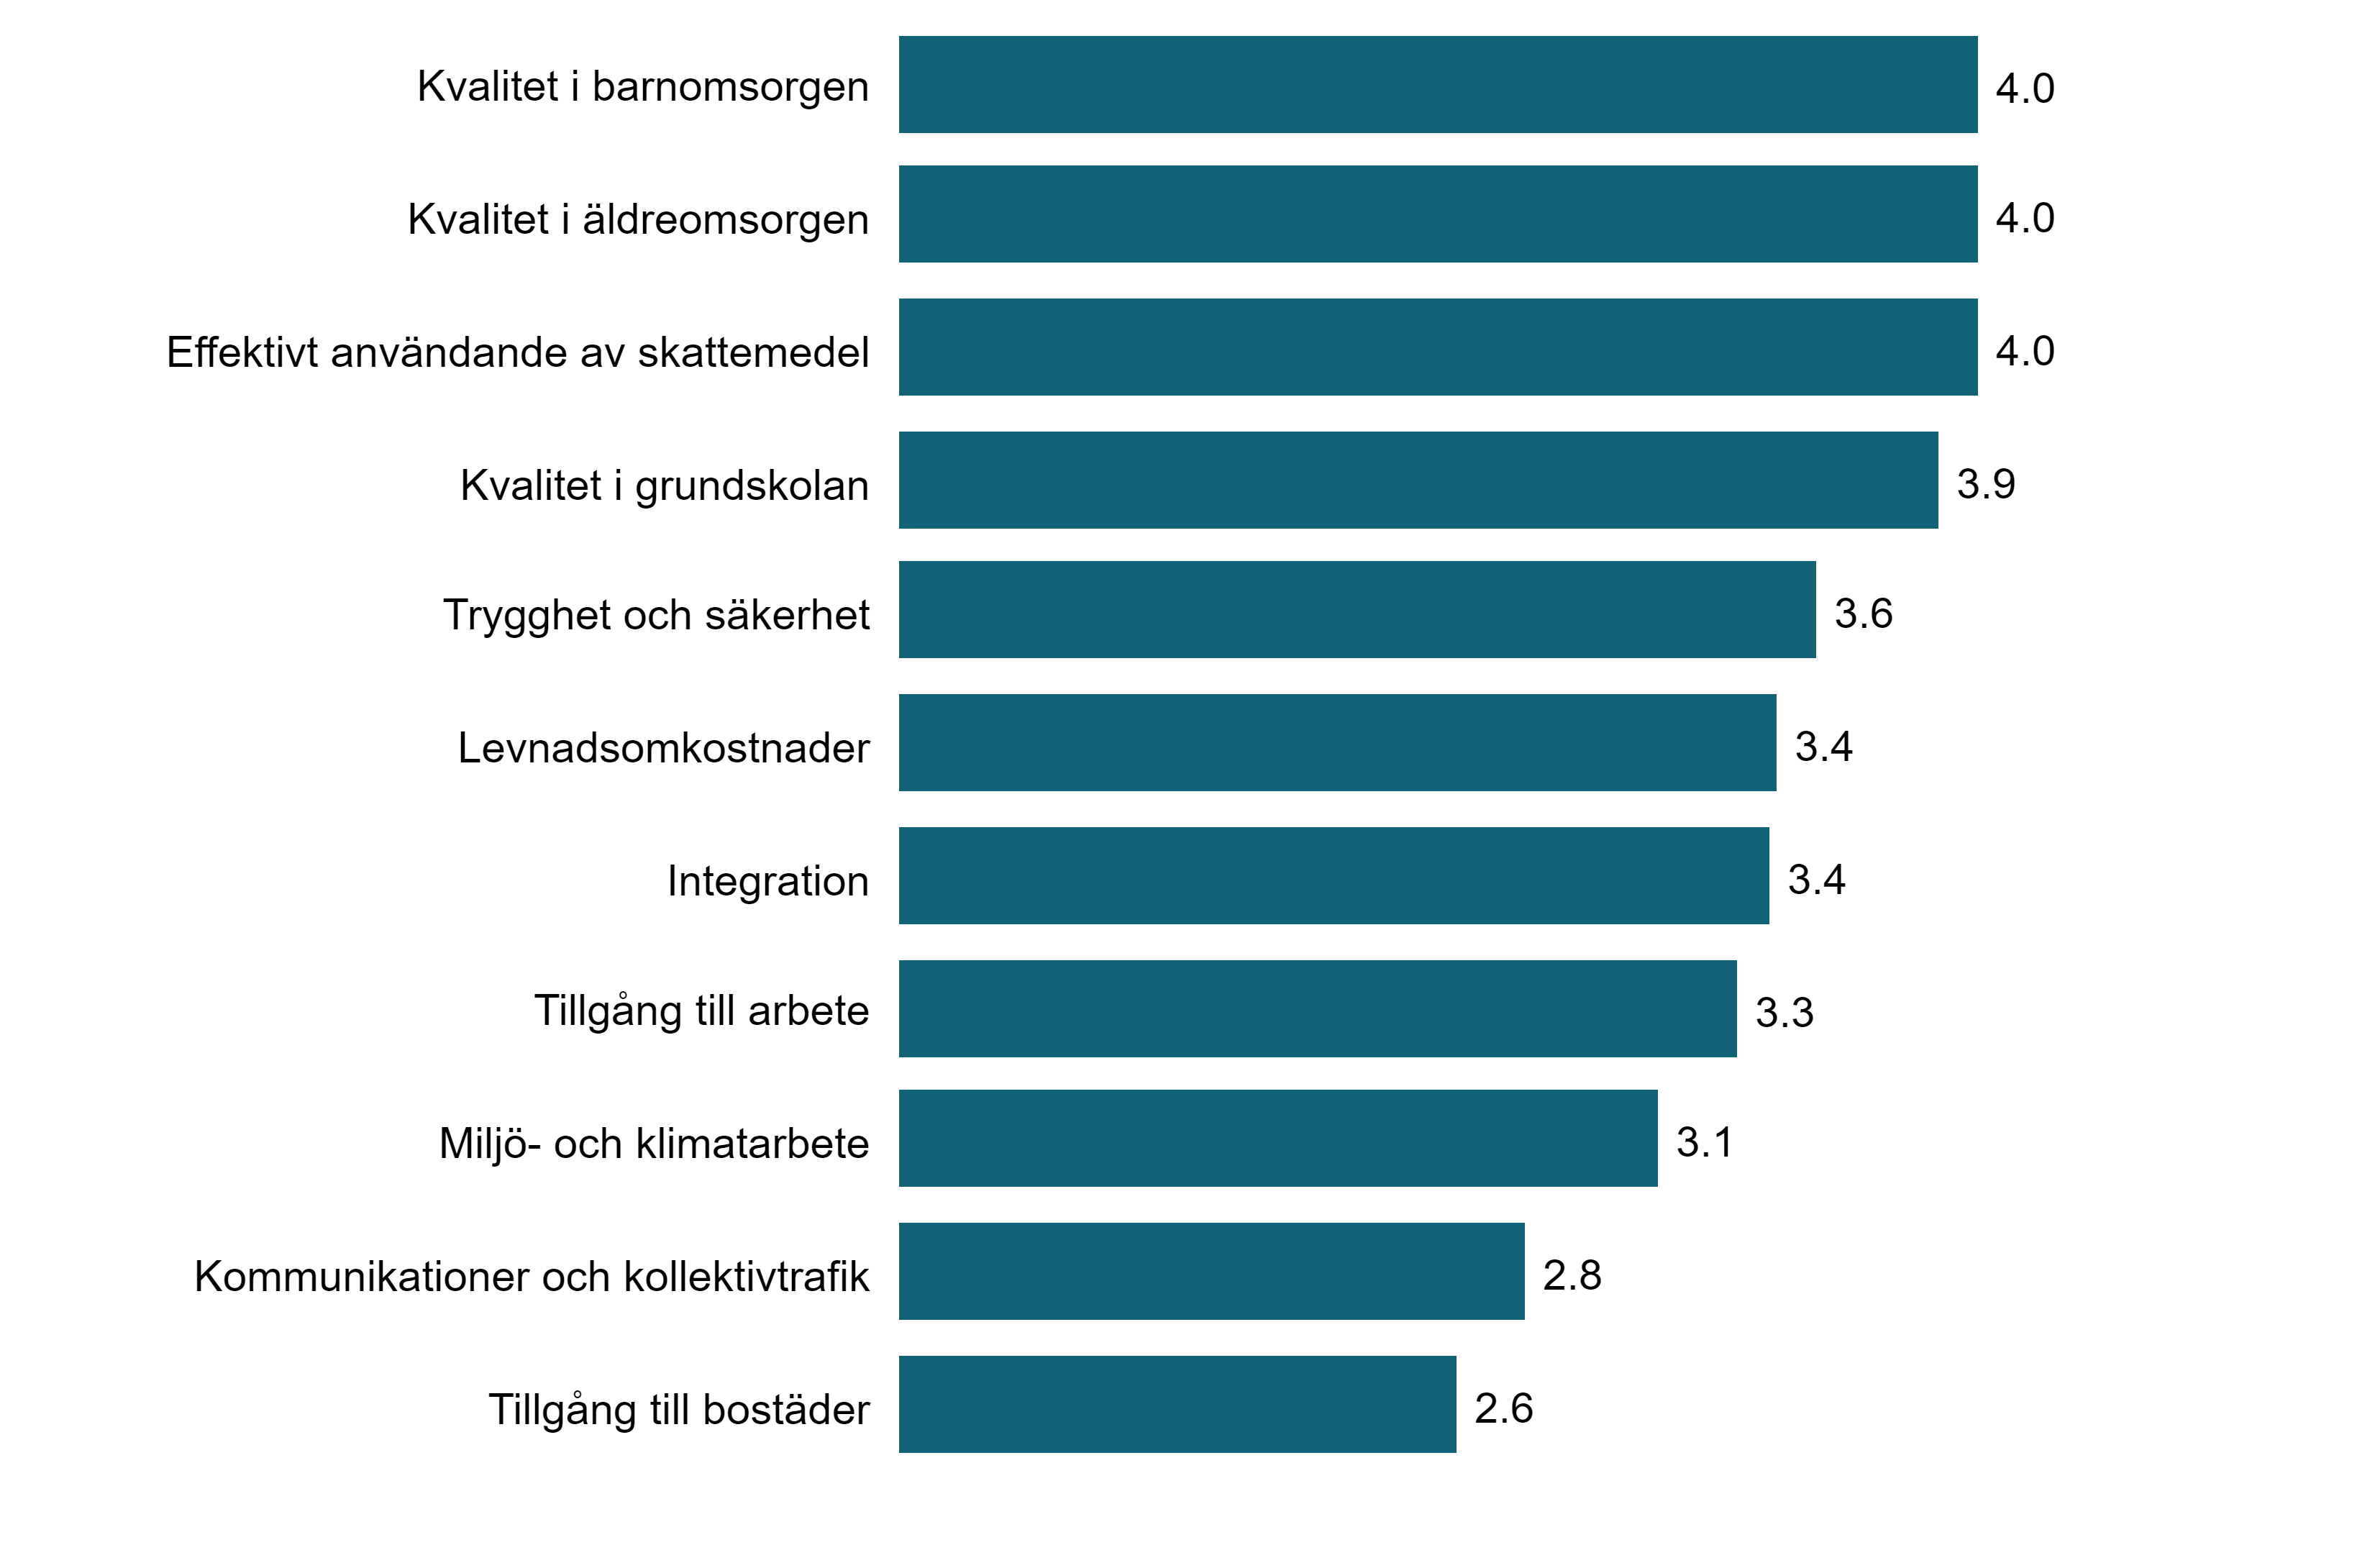 Kvalitet i barnomsorgen 4.0
Kvalitet i äldreomsorgen 4.0
Effektivt användande av skattemedel 4.0
Kvalitet i grundskolan 3.9
Trygghet och säkerhet 3.6
Levnadsomkostnader 3.4
Integration 3.4
Tillgång till arbete 3.3
Miljö- och klimatarbete 3.1
Kommunikationer och kollektivtrafik 2.8
Tillgång till bostäder 2.6